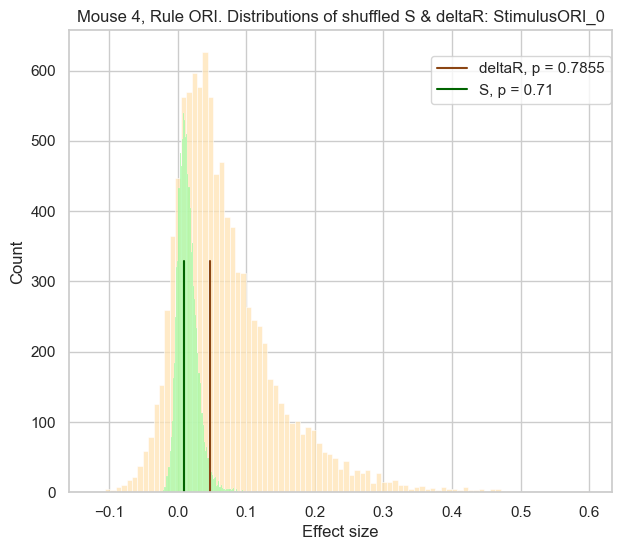 Mouse 4, Rule ORI. Distributions of shuffled S & deltaR: StimulusORI_0
deltaR, p = 0.7855
S, p = 0.71
600
500
400
300
200
100
0
Count
−0.1 0.0 0.1 0.2 0.3 0.4 0.5 0.6
Effect size